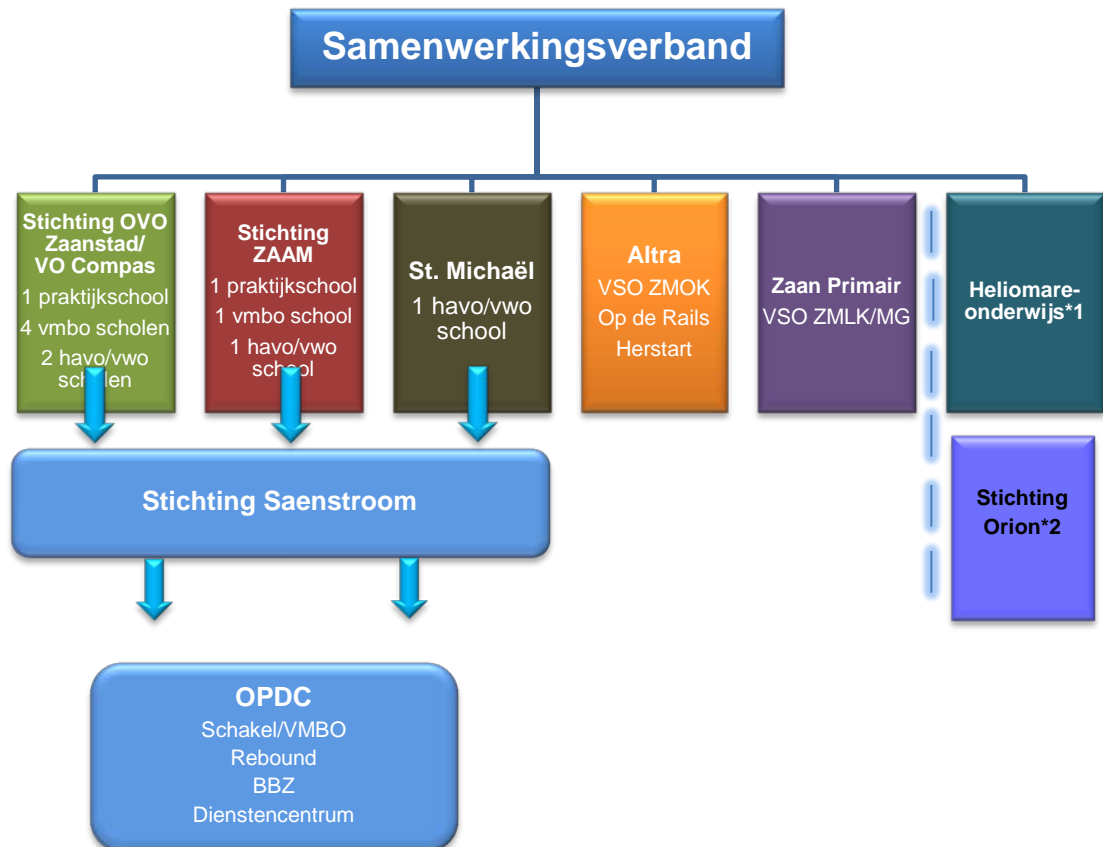 Samenwerkingsverband
Stichting OVO
Zaanstad/
VO Compas
1 praktijkschool
4 vmbo scholen
2 havo/vwo
scholen
Stichting
ZAAM
1 praktijkschool
1 vmbo school
1 havo/vwo
school
St. Michaël
1 havo/vwo
school
Altra
VSO ZMOK
Op de Rails
Herstart
Zaan Primair
VSO ZMLK/MG
Heliomare-
onderwijs*1
Stichting
Orion*2
Stichting Saenstroom
OPDC
Schakel/VMBO
Rebound
BBZ
Dienstencentrum